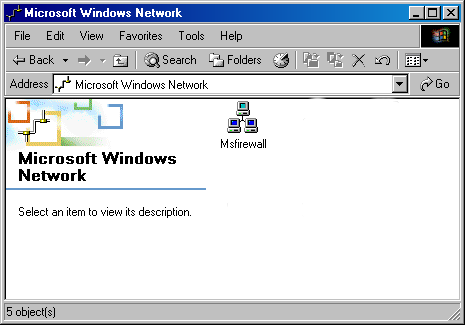 Microsoft Windows Network
File Edit View Favorites Tools Help
Back Search Folders
Address Microsoft Windows Network Go
Msfirewall
Microsoft Windows
Network
Select an item to view its description.
5 object(s)